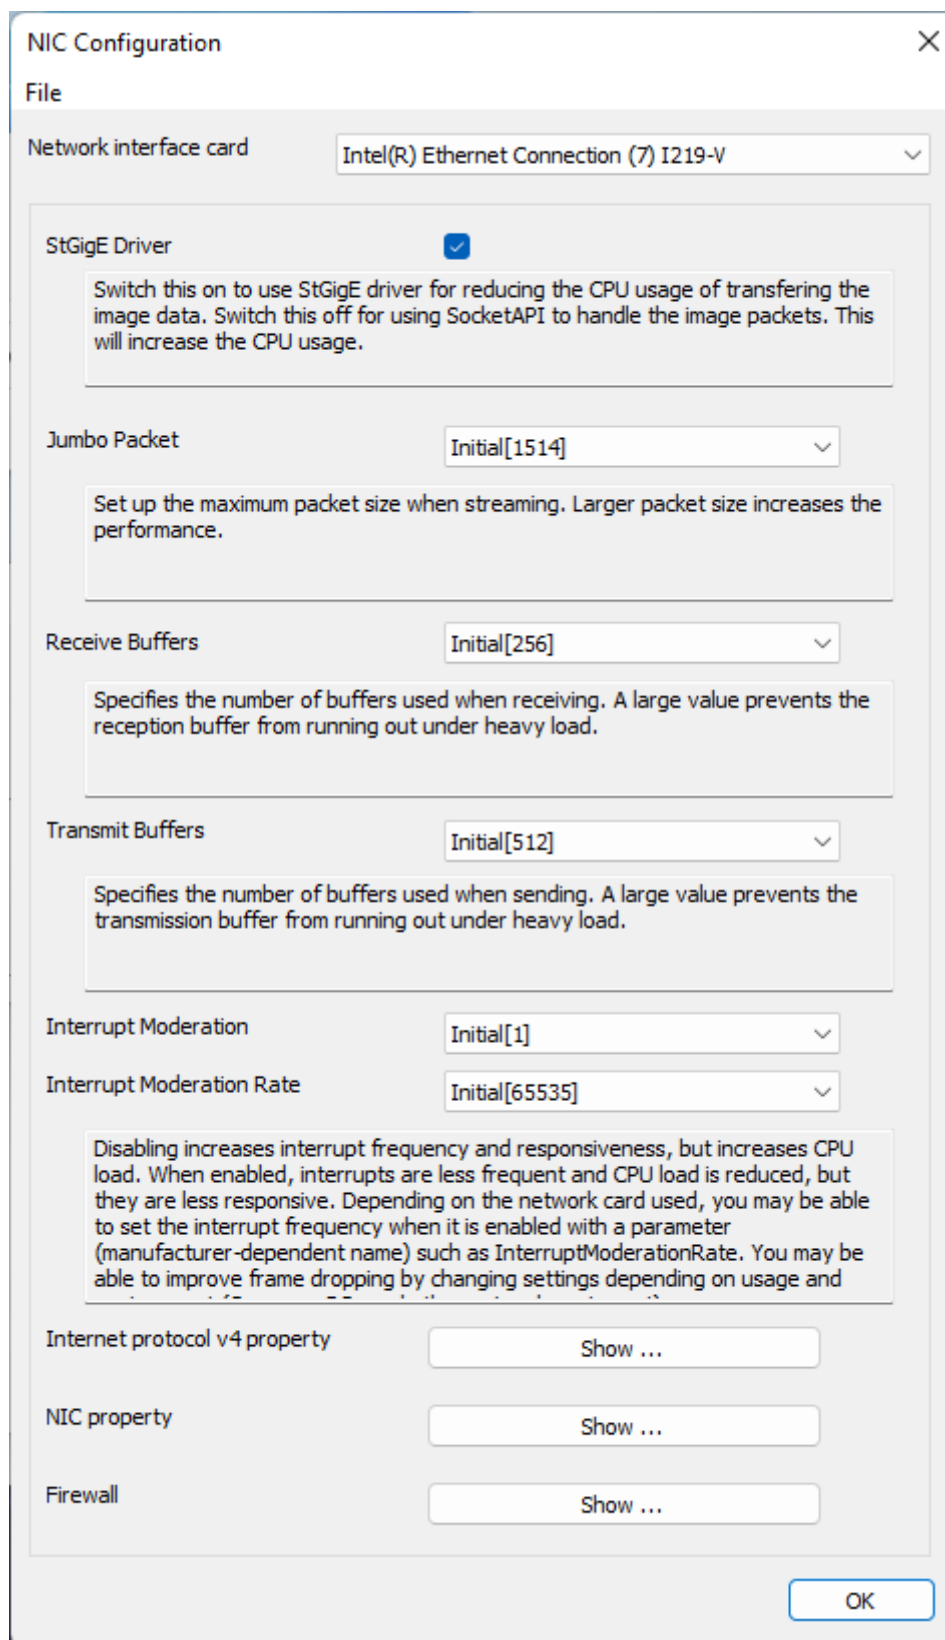 NIC Configuration
File
Network interface card
Intel(R) Ethernet Connection (7) I219-V
StGigE Driver
Switch this on to use StGigE driver for reducing the CPU usage of transfering the
image data. Switch this off for using SocketAPI to handle the image packets. This
will increase the CPU usage.
Jumbo Packet
Initial[1514]
Set up the maximum packet size when streaming. Larger packet size increases the
performance.
Receive Buffers
Initial[256]
Specifies the number of buffers used when receiving. A large value prevents the
reception buffer from running out under heavy load.
Transmit Buffers
Initial[512]
Specifies the number of buffers used when sending. A large value prevents the
transmission buffer from running out under heavy load.
Interrupt Moderation
Initial[1]
Interrupt Moderation Rate
Initial[65535]
Disabling increases interrupt frequency and responsiveness, but increases CPU
load. When enabled, interrupts are less frequent and CPU load is reduced, but
they are less responsive. Depending on the network card used, you may be able
to set the interrupt frequency when it is enabled with a parameter
(manufacturer-dependent name) such as InterruptModerationRate. You may be
able to improve frame dropping by changing settings depending on usage and
Internet protocol v4 property
Show ...
NIC property
Show ...
Firewall
Show ...
OK